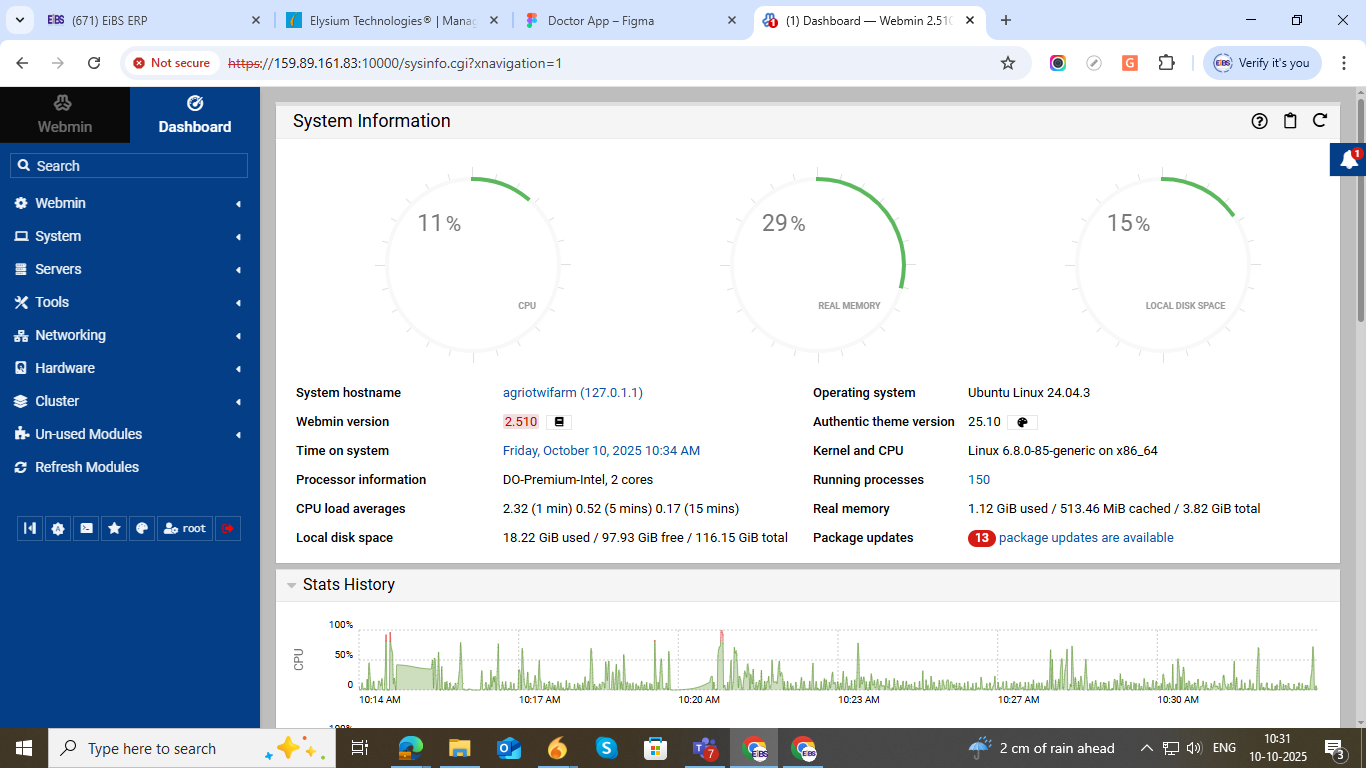 EiBS (671) EiBS ERP
Elysium Technologies® | Manag
Doctor App – Figma
(1) Dashboard — Webmin 2.510
Not secure
https://159.89.161.83:10000/sysinfo.cgi?xnavigation=1
G
EiBS Verify it's you
Webmin
Dashboard
Search
Webmin
System
Servers
Tools
Networking
Hardware
Cluster
Un-used Modules
Refresh Modules
root
System Information
1
11%
CPU
29%
REAL MEMORY
15%
LOCAL DISK SPACE
System hostname agriotwifarm (127.0.1.1) Operating system Ubuntu Linux 24.04.3
Webmin version 2.510 Authentic theme version 25.10
Time on system Friday, October 10, 2025 10:34 AM Kernel and CPU Linux 6.8.0-85-generic on x86_64
Processor information DO-Premium-Intel, 2 cores Running processes 150
CPU load averages 2.32 (1 min) 0.52 (5 mins) 0.17 (15 mins) Real memory 1.12 GiB used / 513.46 MiB cached / 3.82 GiB total
Local disk space 18.22 GiB used / 97.93 GiB free / 116.15 GiB total Package updates 13 package updates are available
Stats History
100%
CPU
50%
0
10:14 AM 10:17 AM 10:20 AM 10:23 AM 10:27 AM 10:30 AM
100%
Type here to search
7
EiBS
EiBS
2 cm of rain ahead
ENG
10:31
10-10-2025
3